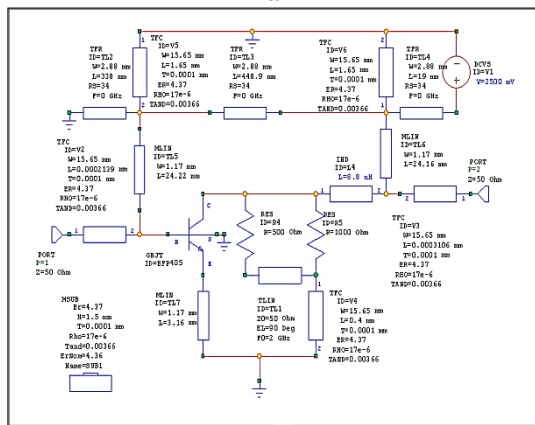 TFC
ID=V5
W=15.65 mm
L=1.65 mm
T=0.0001 mm
ER=4.37
RHO=17e-6
TAND=0.00366
1
2
TFR
ID=TL2
W=2.88 mm
L=338 mm
RS=34
F=0 GHz
TFR
ID=TL3
W=2.88 mm
L=448.9 mm
RS=34
F=0 GHz
TFC
ID=V6
W=15.65 mm
L=1.65 mm
T=0.0001 mm
ER=4.37
RHO=17e-6
TAND=0.00366
1
2
TFR
ID=TL4
W=2.88 mm
L=19 mm
RS=34
F=0 GHz
DCVS
ID=V1
V=2500 mV
TFC
ID=V2
W=15.65 mm
L=0.0002139 mm
T=0.0001 mm
ER=4.37
RHO=17e-6
TAND=0.00366
1
2
MLIN
ID=TL5
W=1.17 mm
L=24.22 mm
IND
ID=L4
L=8.8 nH
MLIN
ID=TL6
W=1.17 mm
L=24.16 mm
PORT
P=2
Z=50 Ohm
2
1
PORT
P=1
Z=50 Ohm
C
B
S
E
GBJT
ID=BFP405
RES
ID=R4
R=500 Ohm
RES
ID=R5
R=1000 Ohm
TFC
ID=V3
W=15.65 mm
L=0.0003106 mm
T=0.0001 mm
ER=4.37
RHO=17e-6
TAND=0.00366
MSUB
Er=4.37
H=1.5 mm
T=0.0001 mm
Rho=17e-6
Tand=0.00366
ErNom=4.36
Name=SUB1
MLIN
ID=TL7
W=1.17 mm
L=3.16 mm
TLIN
ID=TL1
Z0=50 Ohm
EL=90 Deg
F0=2 GHz
TFC
ID=V4
W=15.65 mm
L=0.4 mm
T=0.0001 mm
ER=4.37
RHO=17e-6
TAND=0.00366
1
2